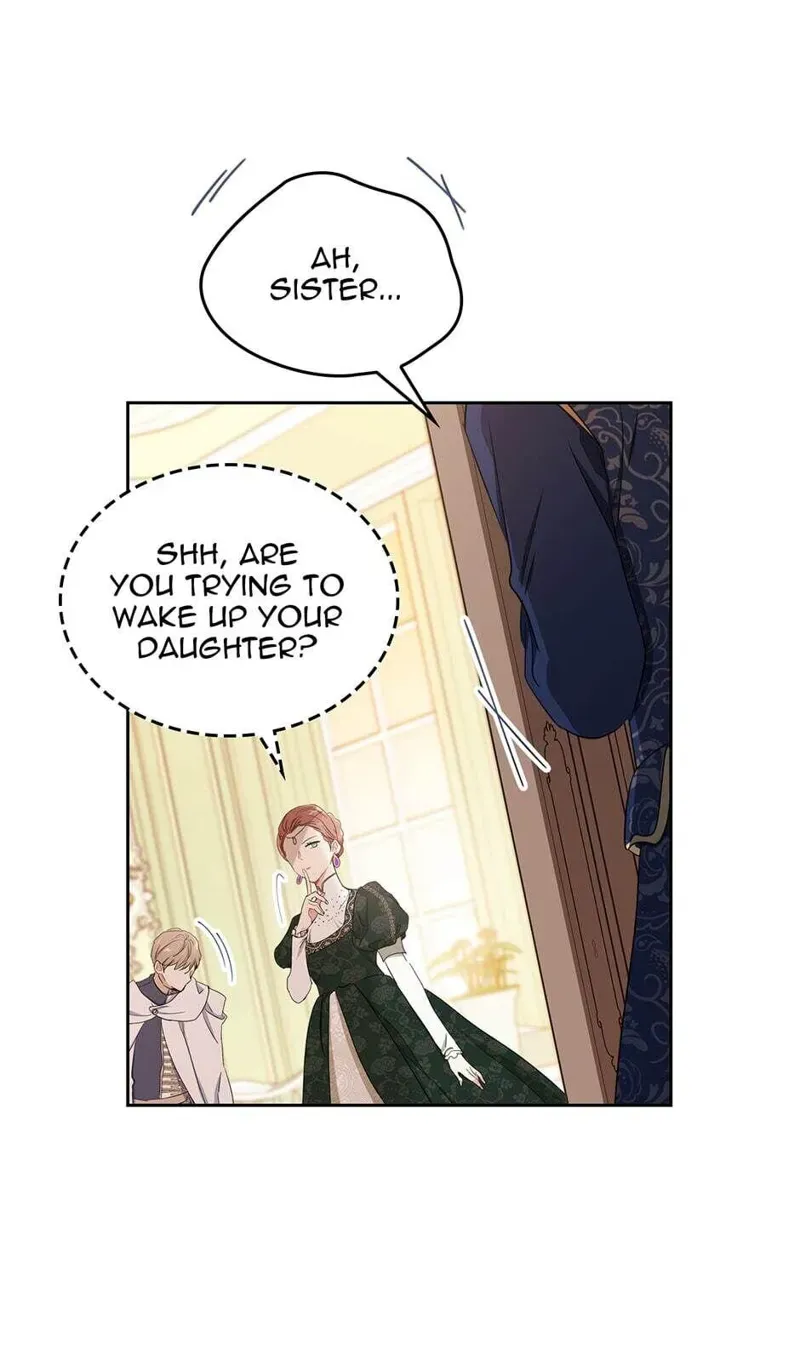 AH,
SISTER...
SHH, ARE
YOU TRYING TO
WAKE UP YOUR
DAUGHTER?